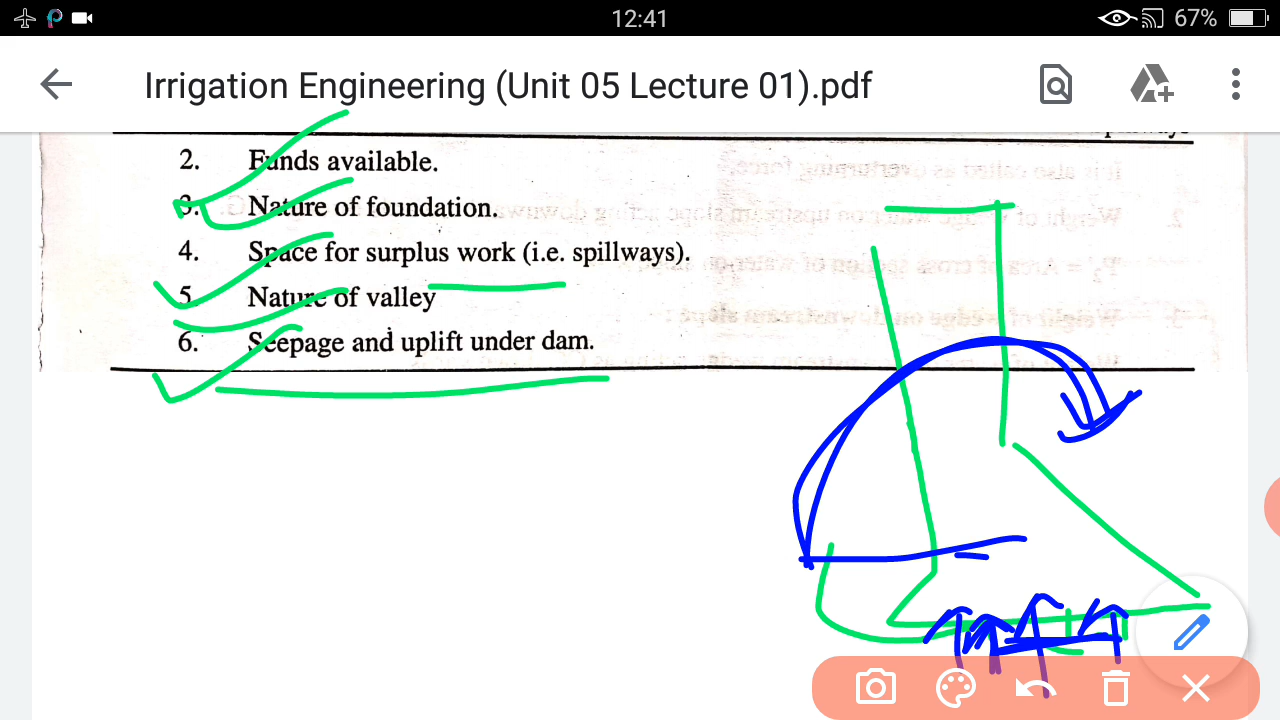 12:41
67%
Irrigation Engineering (Unit 05 Lecture 01).pdf
2. Funds available.
3. Nature of foundation.
4. Space for surplus work (i.e. spillways).
5. Nature of valley
6. Seepage and uplift under dam.